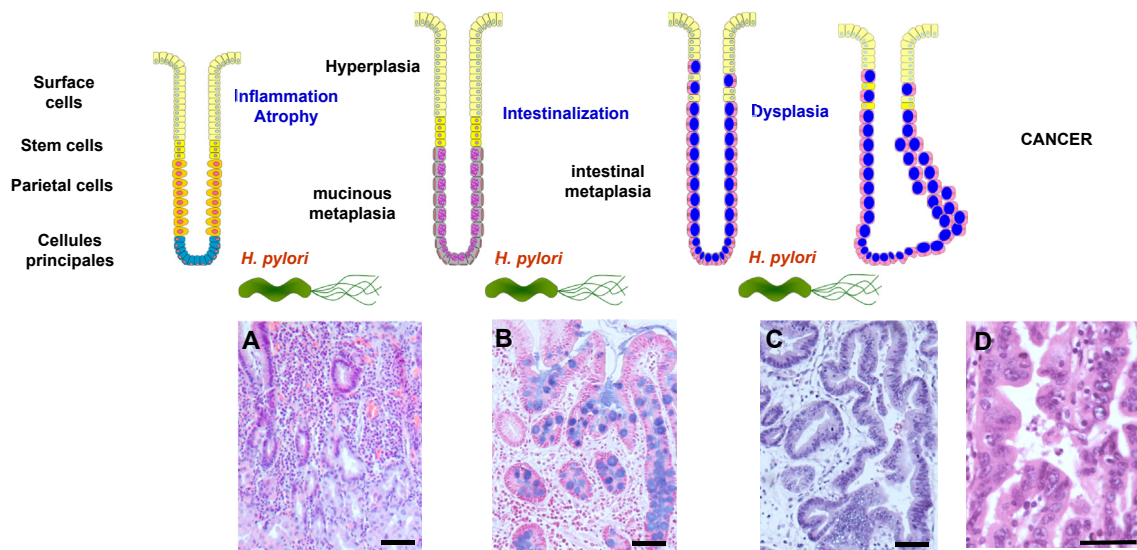 Surface
cells
Stem cells
Parietal cells
Cellules
principales
Inflammation
Atrophy
Hyperplasia
mucinous
metaplasia
Intestinalization
intestinal
metaplasia
Dysplasia
CANCER
H. pylori
H. pylori
H. pylori
A
B
C
D